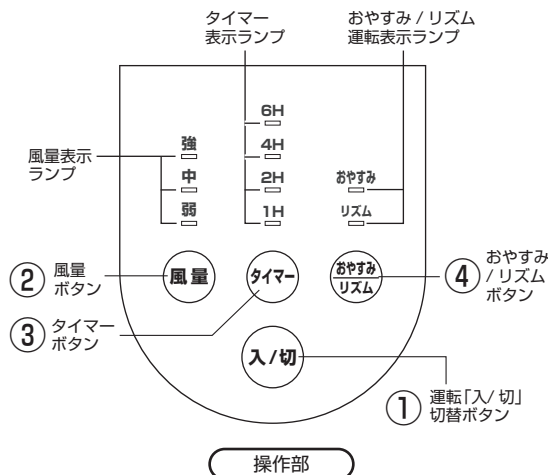 タイマー
表示ランプ
おやすみ / リズム
運転表示ランプ
6H
4H
2H
1H
強
中
弱
風量表示
ランプ
おやすみ
リズム
② 風量
ボタン
風量
タイマー
おやすみ
リズム
④ おやすみ
/ リズム
ボタン
③ タイマー
ボタン
入/切
① 運転「入/ 切」
切替ボタン
操作部